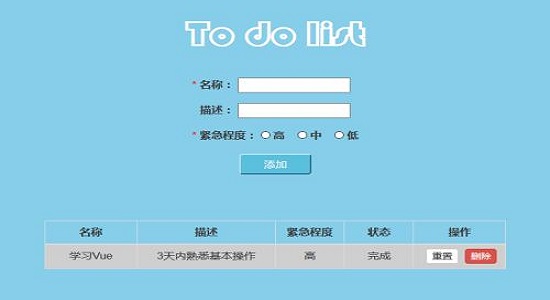 To do list
* 名称：
描述：
* 紧急程度： 高 中 低
添加
名称 描述 紧急程度 状态 操作
学习Vue 3天内熟悉基本操作 高 完成 重置 删除